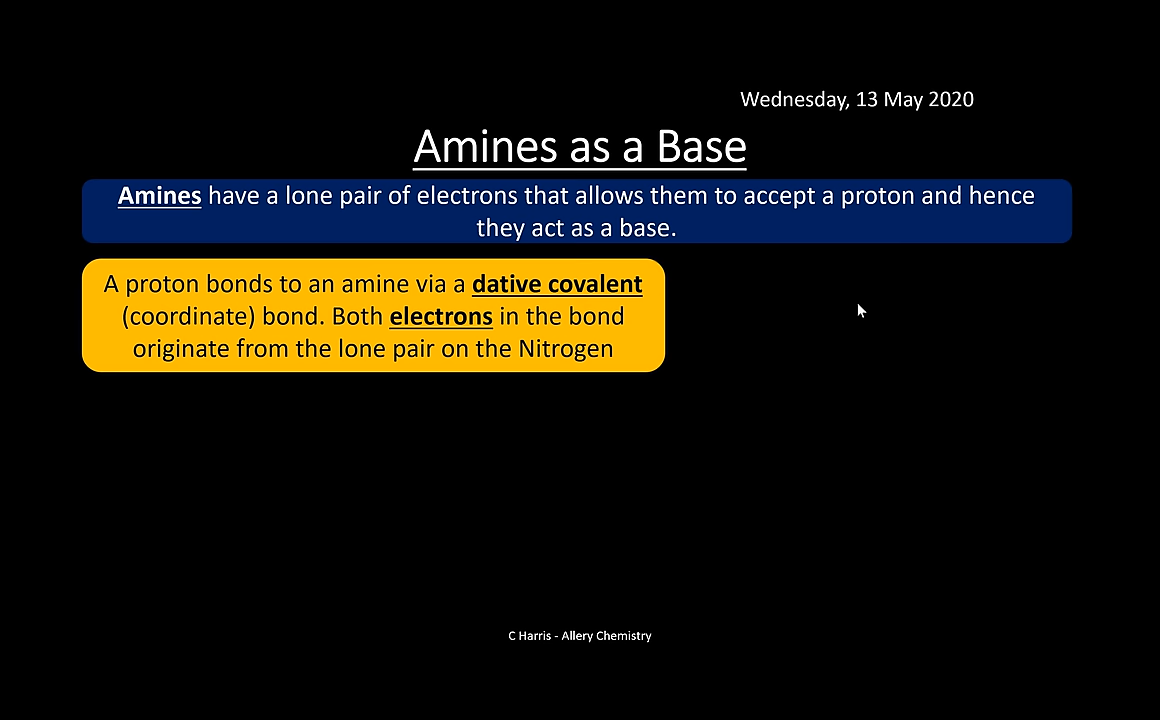 Wednesday, 13 May 2020
Amines as a Base
Amines have a lone pair of electrons that allows them to accept a proton and hence
they act as a base.
A proton bonds to an amine via a dative covalent
(coordinate) bond. Both electrons in the bond
originate from the lone pair on the Nitrogen
C Harris - Allery Chemistry